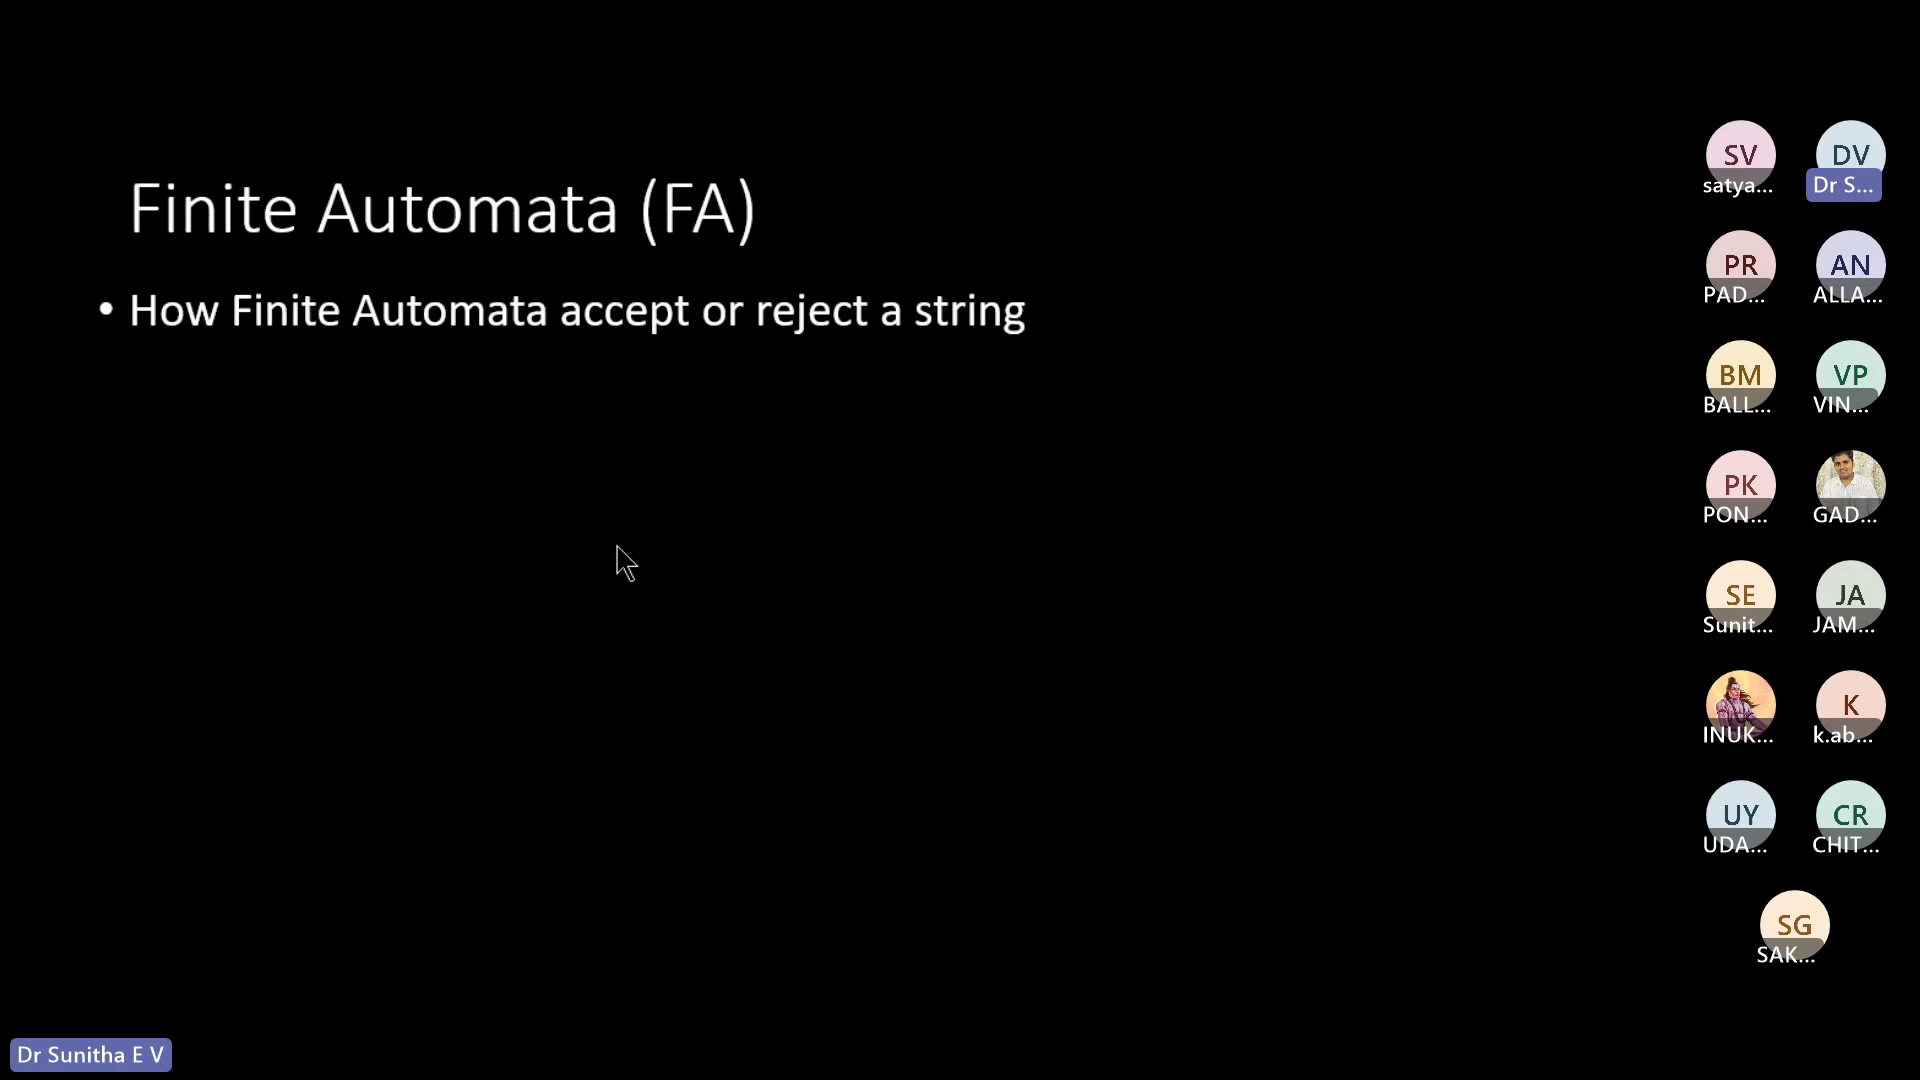 Finite Automata (FA)
• How Finite Automata accept or reject a string
SV
satya...
DV
Dr S...
PR
PAD...
AN
ALLA...
BM
BALL...
VP
VIN...
PK
PON...
GAD...
SE
Sunit...
JA
JAM...
INUK...
K
k.ab...
UY
UDA...
CR
CHIT...
SG
SAK...
Dr Sunitha E V